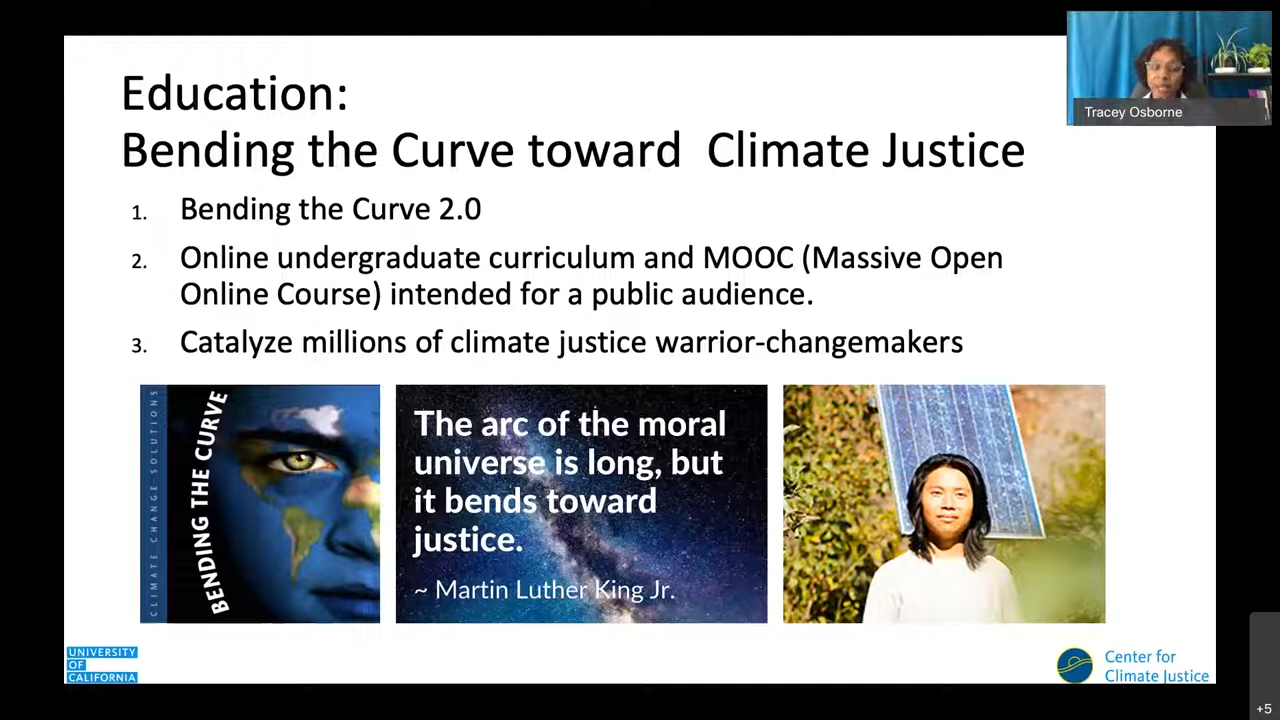 Education:
Bending the Curve toward  Climate Justice
Tracey Osborne
1. Bending the Curve 2.0
2. Online undergraduate curriculum and MOOC (Massive Open
Online Course) intended for a public audience.
3. Catalyze millions of climate justice warrior-changemakers
CLIMATE CHANGE SOLUTIONS
BENDING THE CURVE
The arc of the moral
universe is long, but
it bends toward
justice.
~ Martin Luther King Jr.
UNIVERSITY
OF
CALIFORNIA
Center for
Climate Justice
+5